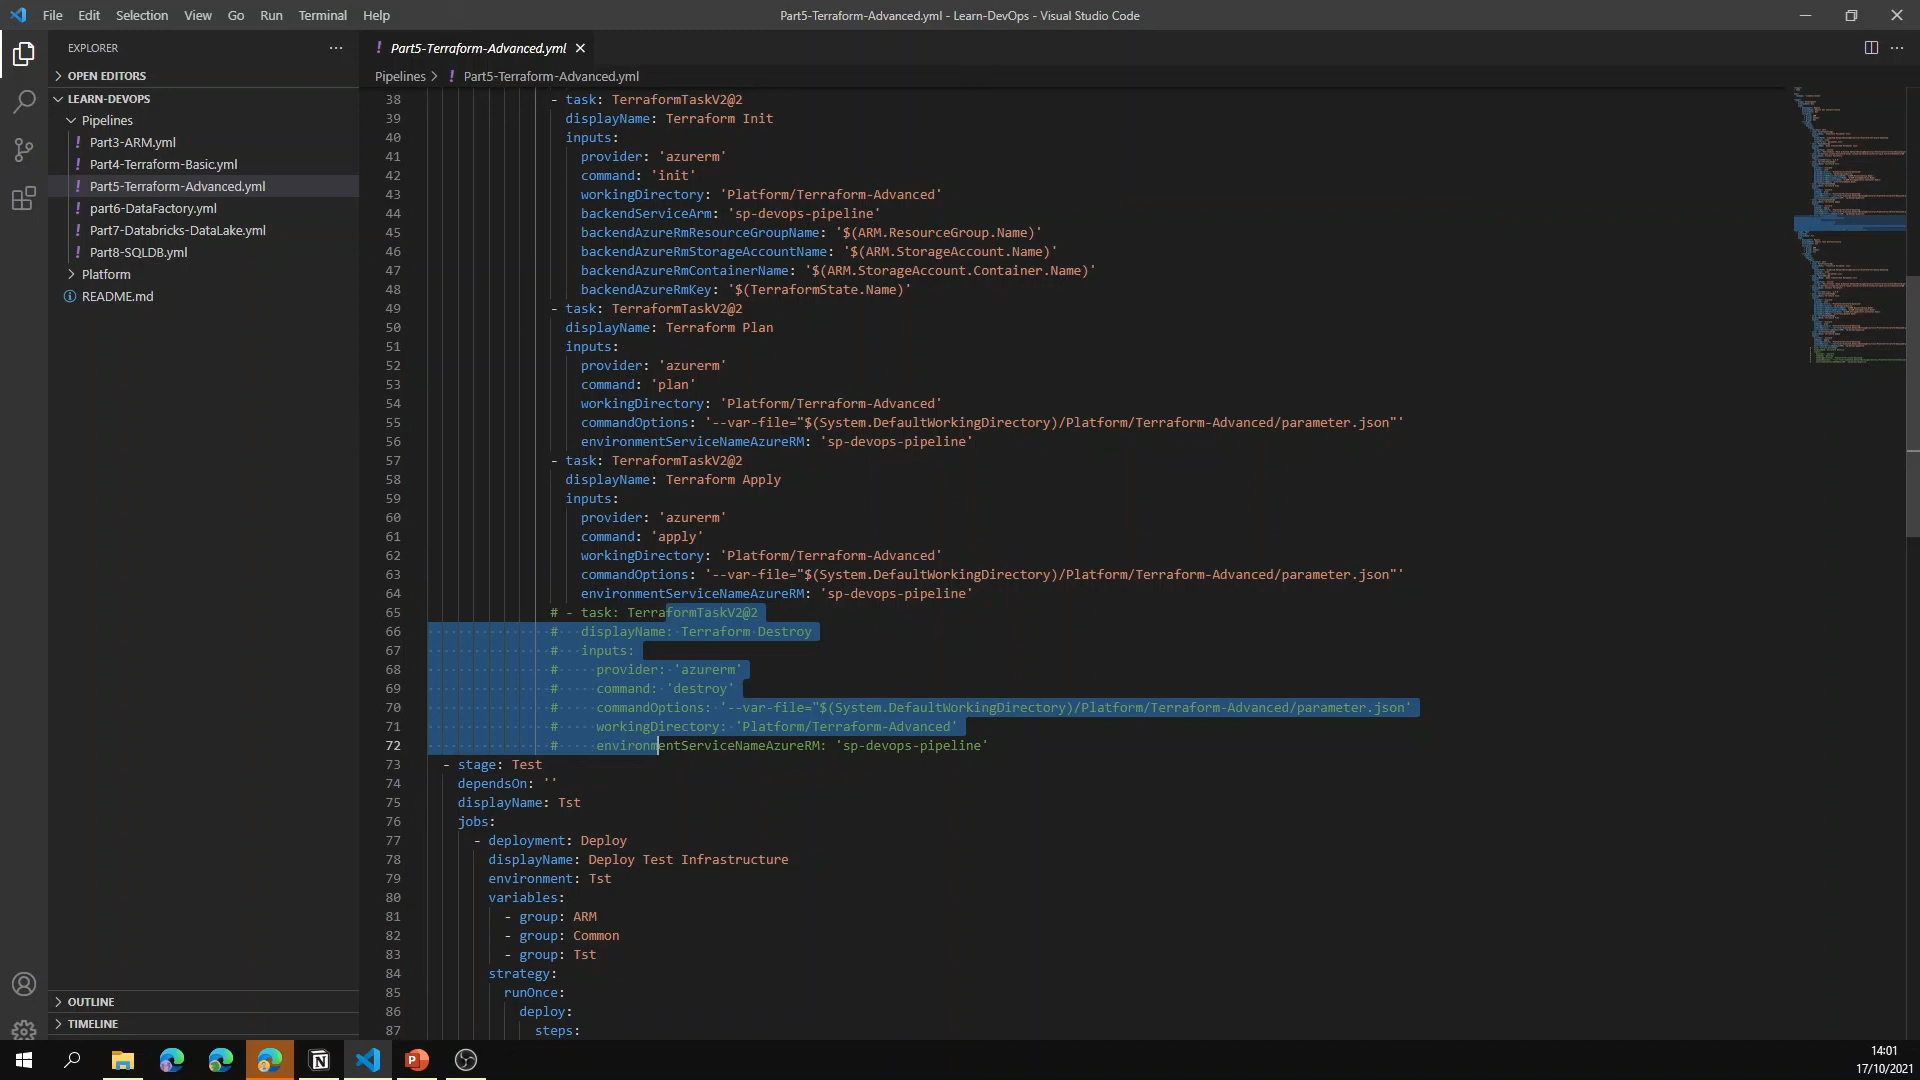 File Edit Selection View Go Run Terminal Help
Part5-Terraform-Advanced.yml - Learn-DevOps - Visual Studio Code
EXPLORER
OPEN EDITORS
LEARN-DEVOPS
Pipelines
! Part3-ARM.yml
! Part4-Terraform-Basic.yml
! Part5-Terraform-Advanced.yml
! part6-DataFactory.yml
! Part7-Databricks-DataLake.yml
! Part8-SQLDB.yml
Platform
README.md
OUTLINE
TIMELINE
! Part5-Terraform-Advanced.yml
Pipelines > ! Part5-Terraform-Advanced.yml
38 - task: TerraformTaskV2@2
39 displayName: Terraform Init
40 inputs:
41 provider: 'azurerm'
42 command: 'init'
43 workingDirectory: 'Platform/Terraform-Advanced'
44 backendServiceArm: 'sp-devops-pipeline'
45 backendAzureRmResourceGroupName: '$(ARM.ResourceGroup.Name)'
46 backendAzureRmStorageAccountName: '$(ARM.StorageAccount.Name)'
47 backendAzureRmContainerName: '$(ARM.StorageAccount.Container.Name)'
48 backendAzureRmKey: '$(TerraformState.Name)'
49 - task: TerraformTaskV2@2
50 displayName: Terraform Plan
51 inputs:
52 provider: 'azurerm'
53 command: 'plan'
54 workingDirectory: 'Platform/Terraform-Advanced'
55 commandOptions: '--var-file="$(System.DefaultWorkingDirectory)/Platform/Terraform-Advanced/parameter.json"'
56 environmentServiceNameAzureRM: 'sp-devops-pipeline'
57 - task: TerraformTaskV2@2
58 displayName: Terraform Apply
59 inputs:
60 provider: 'azurerm'
61 command: 'apply'
62 workingDirectory: 'Platform/Terraform-Advanced'
63 commandOptions: '--var-file="$(System.DefaultWorkingDirectory)/Platform/Terraform-Advanced/parameter.json"'
64 environmentServiceNameAzureRM: 'sp-devops-pipeline'
65 # - task: TerraformTaskV2@2
66 # displayName: Terraform Destroy
67 # inputs:
68 # provider: 'azurerm'
69 # command: 'destroy'
70 # commandOptions: '--var-file="$(System.DefaultWorkingDirectory)/Platform/Terraform-Advanced/parameter.json'
71 # workingDirectory: 'Platform/Terraform-Advanced'
72 # environmentServiceNameAzureRM: 'sp-devops-pipeline'
73 - stage: Test
74 dependsOn: ''
75 displayName: Tst
76 jobs:
77 - deployment: Deploy
78 displayName: Deploy Test Infrastructure
79 environment: Tst
80 variables:
81 - group: ARM
82 - group: Common
83 - group: Tst
84 strategy:
85 runOnce:
86 deploy:
87 steps:
14:01
17/10/2021